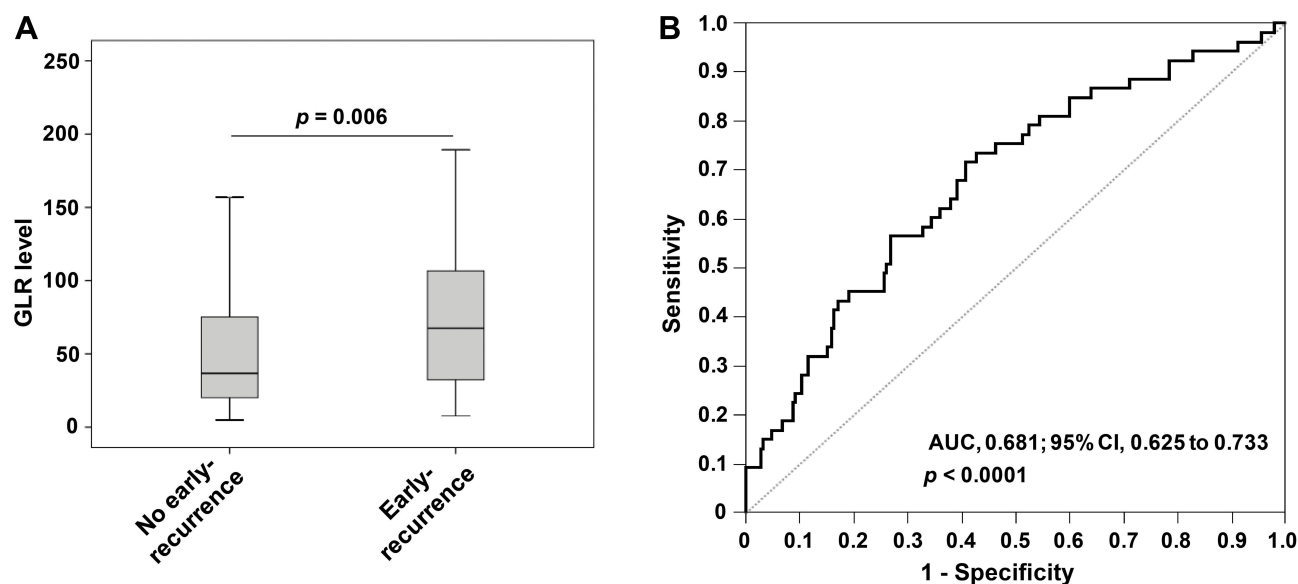 A
250
200
150
100
50
0
GLR level
p = 0.006
No early-
recurrence
Early-
recurrence
B
1.0
0.9
0.8
0.7
0.6
0.5
0.4
0.3
0.2
0.1
0
Sensitivity
AUC, 0.681; 95% CI, 0.625 to 0.733
p < 0.0001
0 0.1 0.2 0.3 0.4 0.5 0.6 0.7 0.8 0.9 1.0
1 - Specificity